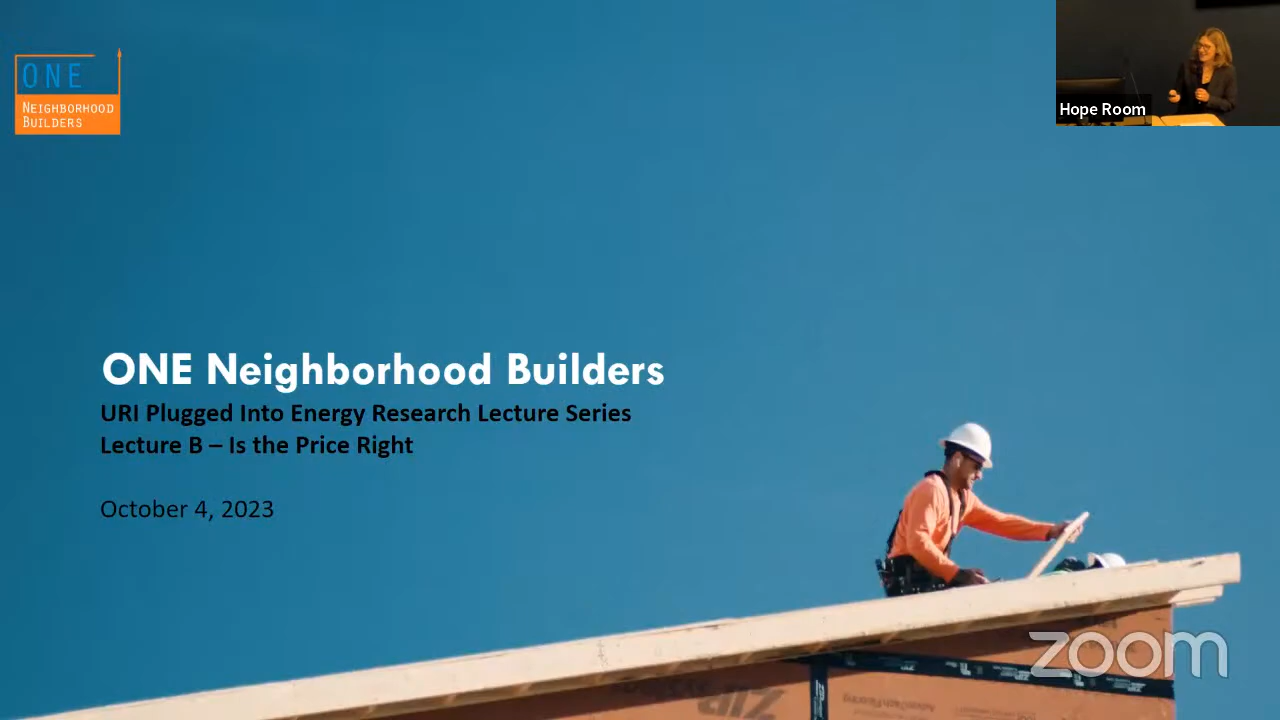 ONE
NEIGHBORHOOD
BUILDERS
Hope Room
ONE Neighborhood Builders
URI Plugged Into Energy Research Lecture Series
Lecture B – Is the Price Right
October 4, 2023
zoom